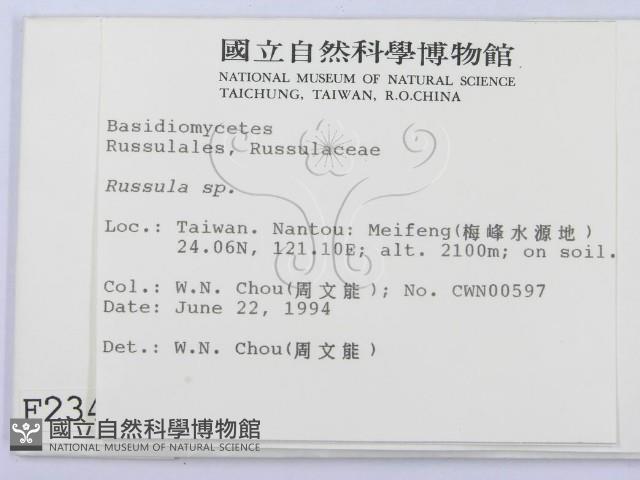 國立自然科學博物館
NATIONAL MUSEUM OF NATURAL SCIENCE
TAICHUNG, TAIWAN, R.O.CHINA
Basidiomycetes
Russulales, Russulaceae
Russula sp.
Loc.: Taiwan. Nantou: Meifeng(梅峰水源地)
24.06N, 121.10E; alt. 2100m; on soil.
Col.: W.N. Chou(周文能); No. CWN00597
Date: June 22, 1994
Det.: W.N. Chou(周文能)
F234
國立自然科學博物館
NATIONAL MUSEUM OF NATURAL SCIENCE